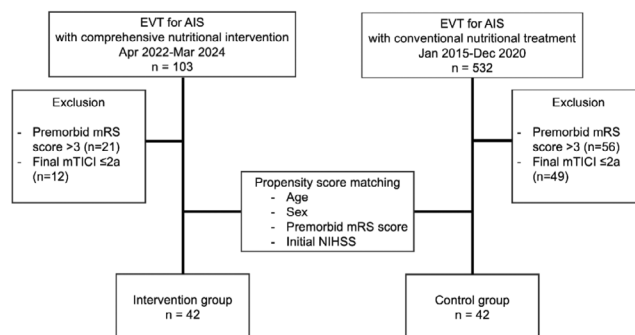 EVT for AIS
with comprehensive nutritional intervention
Apr 2022-Mar 2024
n = 103
EVT for AIS
with conventional nutritional treatment
Jan 2015-Dec 2020
n = 532
Exclusion
- Premorbid mRS
score >3 (n=21)
- Final mTICI ≤2a
(n=12)
Exclusion
- Premorbid mRS
score >3 (n=56)
- Final mTICI ≤2a
(n=49)
Propensity score matching
- Age
- Sex
- Premorbid mRS score
- Initial NIHSS
Intervention group
n = 42
Control group
n = 42